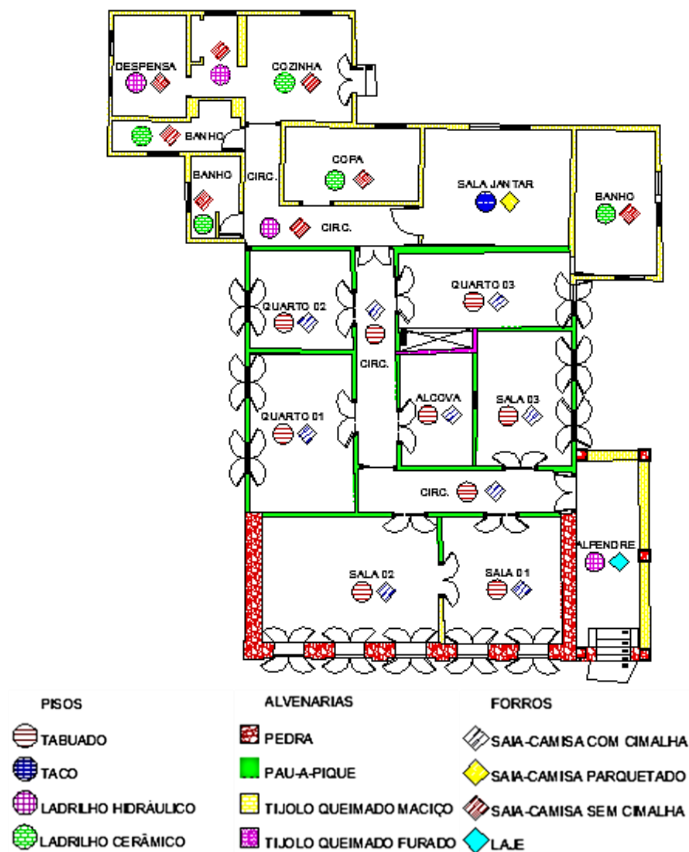 DESPENSA
COZINHA
BANHO
BANHO
CIRC.
COPA
SALA JANTAR
BANHO
CIRC.
QUARTO 02
QUARTO 03
CIRC.
QUARTO 01
ALCOVA
SALA 03
CIRC.
ALPENDRE
SALA 02
SALA 01
PISOS
TABUADO
TACO
LADRILHO HIDRÁULICO
LADRILHO CERÂMICO
ALVENARIAS
PEDRA
PAU-A-PIQUE
TIJOLO QUEIMADO MACIÇO
TIJOLO QUEIMADO FURADO
FORROS
SAIA-CAMISA COM CIMALHA
SAIA-CAMISA PARQUETADO
SAIA-CAMISA SEM CIMALHA
LAJE